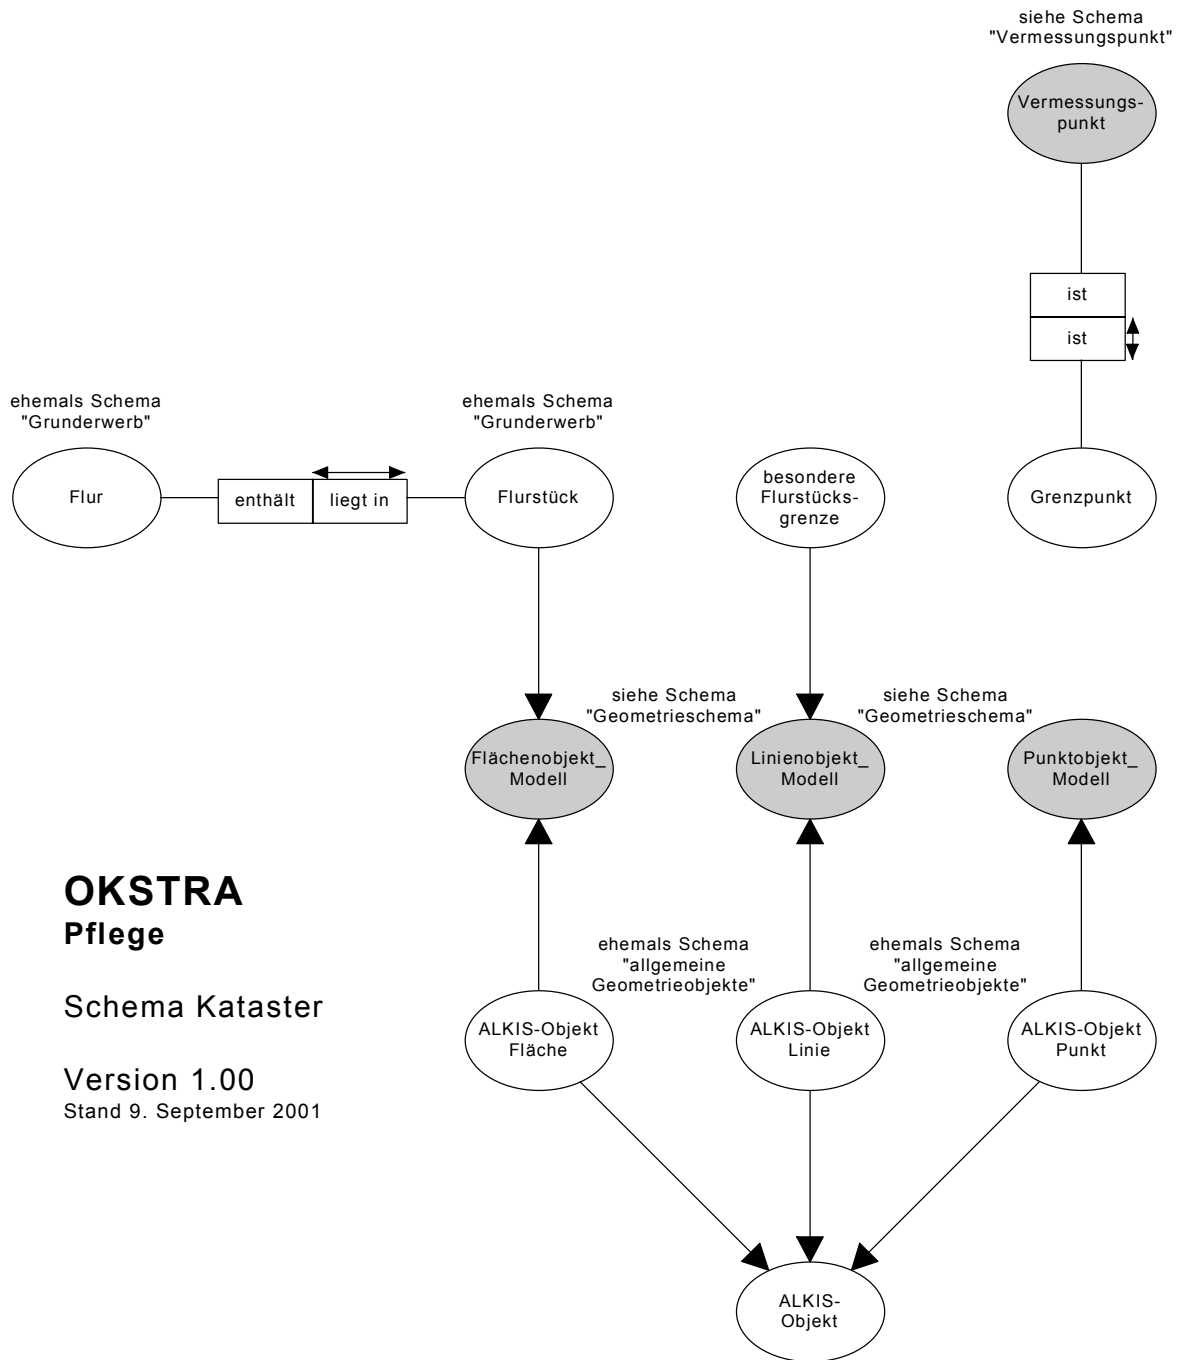 siehe Schema
"Vermessungspunkt"
Vermessungs-
punkt
ist
ist
ehemals Schema
"Grunderwerb"
ehemals Schema
"Grunderwerb"
Flur
enthält
liegt in
Flurstück
besondere
Flurstücks-
grenze
Grenzpunkt
siehe Schema
"Geometrieschema"
siehe Schema
"Geometrieschema"
Flächenobjekt_
Modell
Linienobjekt_
Modell
Punktobjekt_
Modell
OKSTRA
Pflege
Schema Kataster
Version 1.00
Stand 9. September 2001
ehemals Schema
"allgemeine
Geometrieobjekte"
ehemals Schema
"allgemeine
Geometrieobjekte"
ALKIS-Objekt
Fläche
ALKIS-Objekt
Linie
ALKIS-Objekt
Punkt
ALKIS-
Objekt